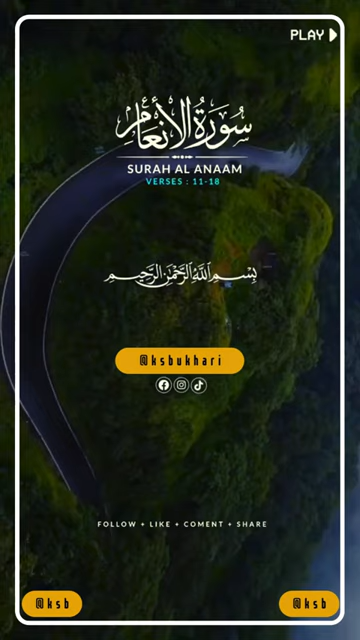 PLAY
سُورَةُ الأَنْعَام
SURAH AL ANAAM
VERSES : 11-18
بِسْمِ اللَّهِ الرَّحْمَٰنِ الرَّحِيمِ
@ksbukhari
FOLLOW + LIKE + COMENT + SHARE
@ksb
@ksb